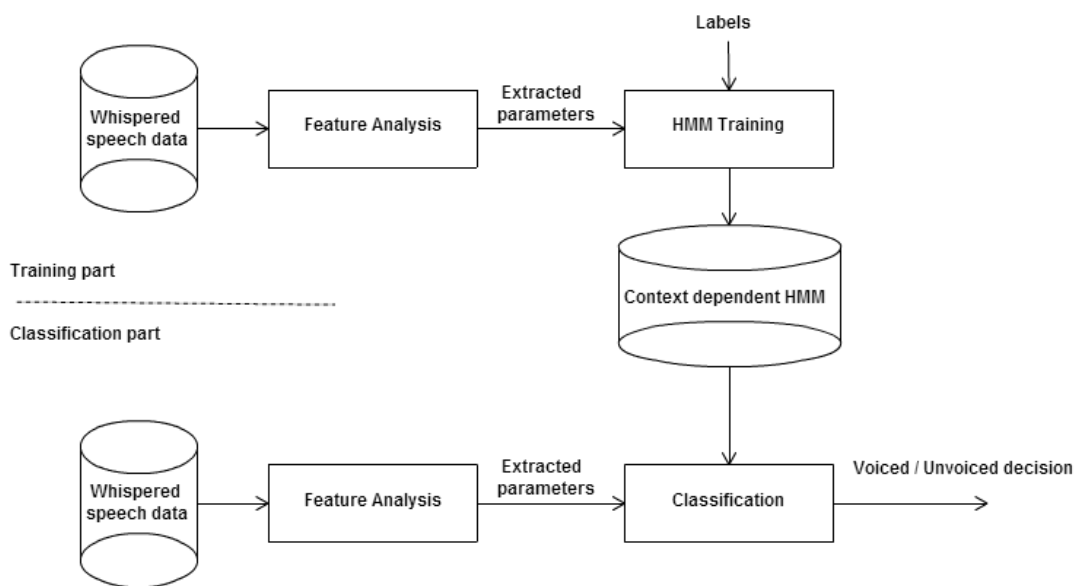 Labels
Whispered
speech data
Feature Analysis
Extracted
parameters
HMM Training
Context dependent HMM
Training part
Classification part
Whispered
speech data
Feature Analysis
Extracted
parameters
Classification
Voiced / Unvoiced decision